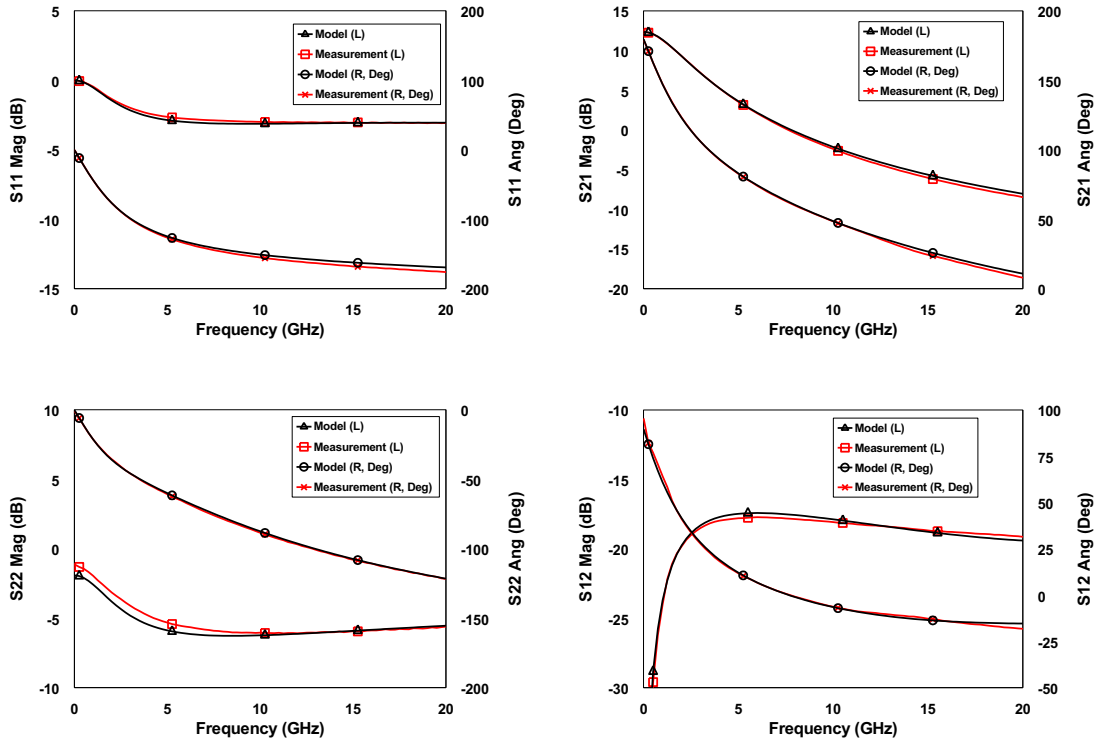 5
0
-5
-10
-15
S11 Mag (dB)
Model (L)
Measurement (L)
Model (R, Deg)
Measurement (R, Deg)
200
100
0
-100
-200
S11 Ang (Deg)
0
5
10
15
20
Frequency (GHz)
15
10
5
0
-5
-10
-15
-20
S21 Mag (dB)
Model (L)
Measurement (L)
Model (R, Deg)
Measurement (R, Deg)
200
150
100
50
0
S21 Ang (Deg)
0
5
10
15
20
Frequency (GHz)
10
5
0
-5
-10
S22 Mag (dB)
Model (L)
Measurement (L)
Model (R, Deg)
Measurement (R, Deg)
-0
-50
-100
-150
-200
S22 Ang (Deg)
0
5
10
15
20
Frequency (GHz)
-10
-15
-20
-25
-30
S12 Mag (dB)
Model (L)
Measurement (L)
Model (R, Deg)
Measurement (R, Deg)
100
75
50
25
0
-25
-50
S12 Ang (Deg)
0
5
10
15
20
Frequency (GHz)